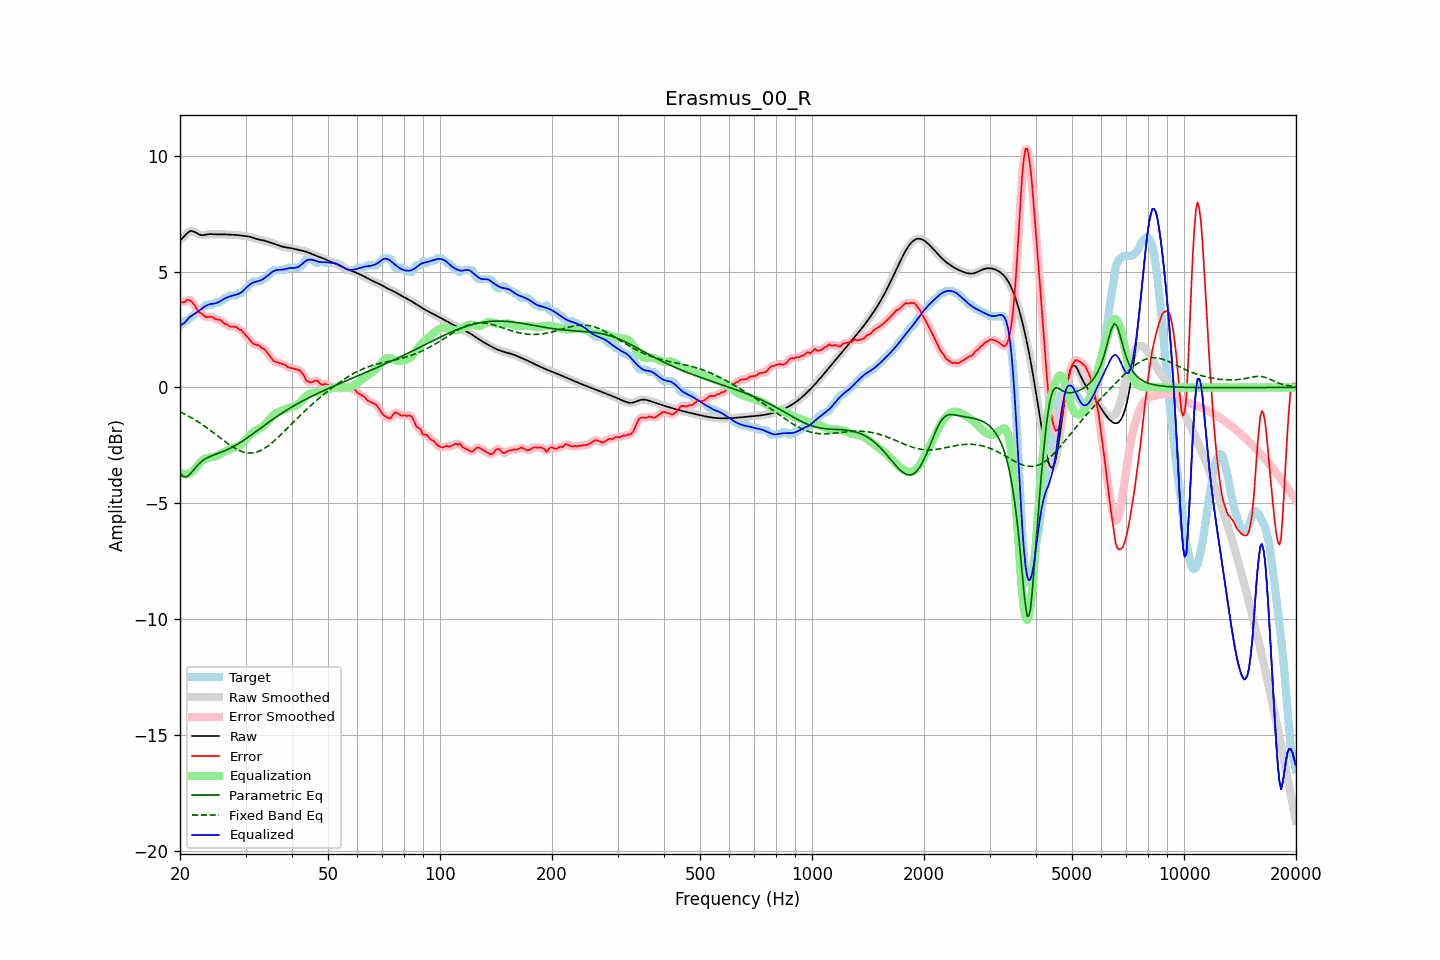 Erasmus_00_R
10
5
0
−5
−10
−15
−20
Amplitude (dBr)
Target
Raw Smoothed
Error Smoothed
Raw
Error
Equalization
Parametric Eq
Fixed Band Eq
Equalized
20 50 100 200 500 1000 2000 5000 10000 20000
Frequency (Hz)